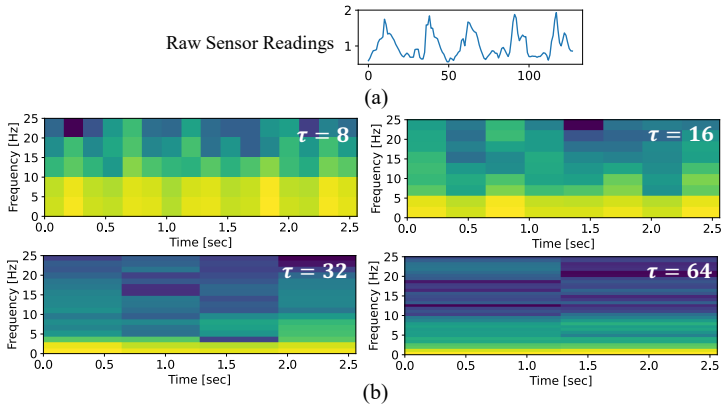 Raw Sensor Readings
2
1
0 50 100
(a)
Frequency [Hz]
25
20
15
10
5
0
τ = 8
0.0 0.5 1.0 1.5 2.0 2.5
Time [sec]
Frequency [Hz]
25
20
15
10
5
0
τ = 16
0.0 0.5 1.0 1.5 2.0 2.5
Time [sec]
Frequency [Hz]
25
20
15
10
5
0
τ = 32
0.0 0.5 1.0 1.5 2.0 2.5
Time [sec]
Frequency [Hz]
25
20
15
10
5
0
τ = 64
0.0 0.5 1.0 1.5 2.0 2.5
Time [sec]
(b)